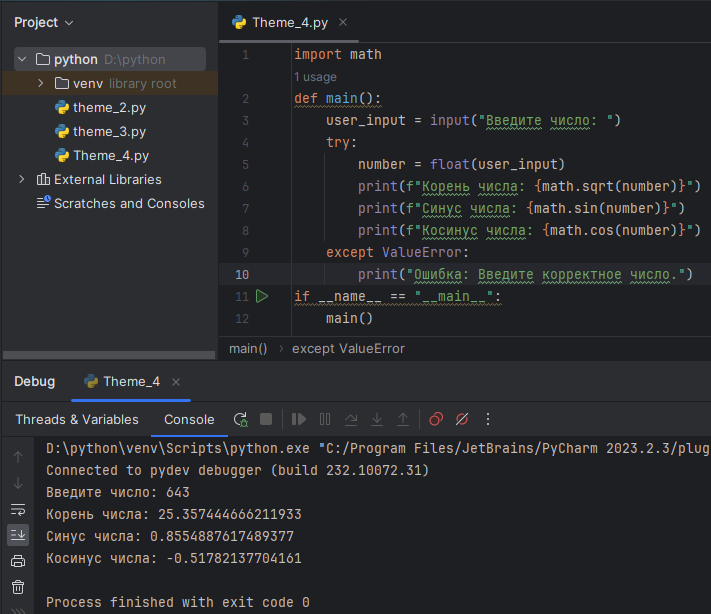 Project
python D:\python
venv library root
theme_2.py
theme_3.py
Theme_4.py
External Libraries
Scratches and Consoles
Theme_4.py
1 import math
1 usage
2 def main():
3 user_input = input("Введите число: ")
4 try:
5 number = float(user_input)
6 print(f"Корень числа: {math.sqrt(number)}")
7 print(f"Синус числа: {math.sin(number)}")
8 print(f"Косинус числа: {math.cos(number)}")
9 except ValueError:
10 print("Ошибка: Введите корректное число.")
11 if __name__ == "__main__":
12 main()
main() › except ValueError
Debug Theme_4
Threads & Variables Console
D:\python\venv\Scripts\python.exe "C:/Program Files/JetBrains/PyCharm 2023.2.3/plug
Connected to pydev debugger (build 232.10072.31)
Введите число: 643
Корень числа: 25.357444666211933
Синус числа: 0.8554887617489377
Косинус числа: -0.51782137704161
Process finished with exit code 0